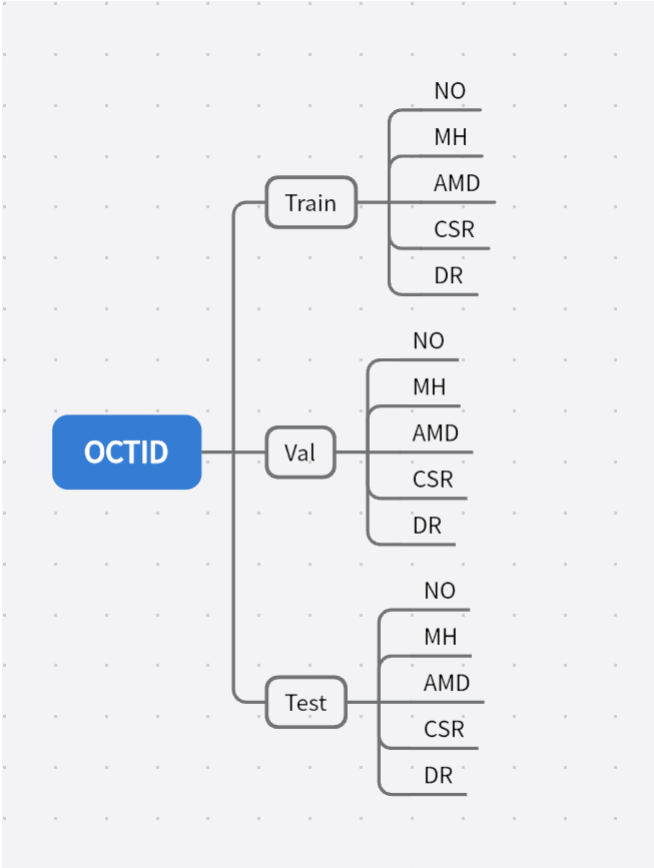 OCTID
Train
NO
MH
AMD
CSR
DR
Val
NO
MH
AMD
CSR
DR
Test
NO
MH
AMD
CSR
DR